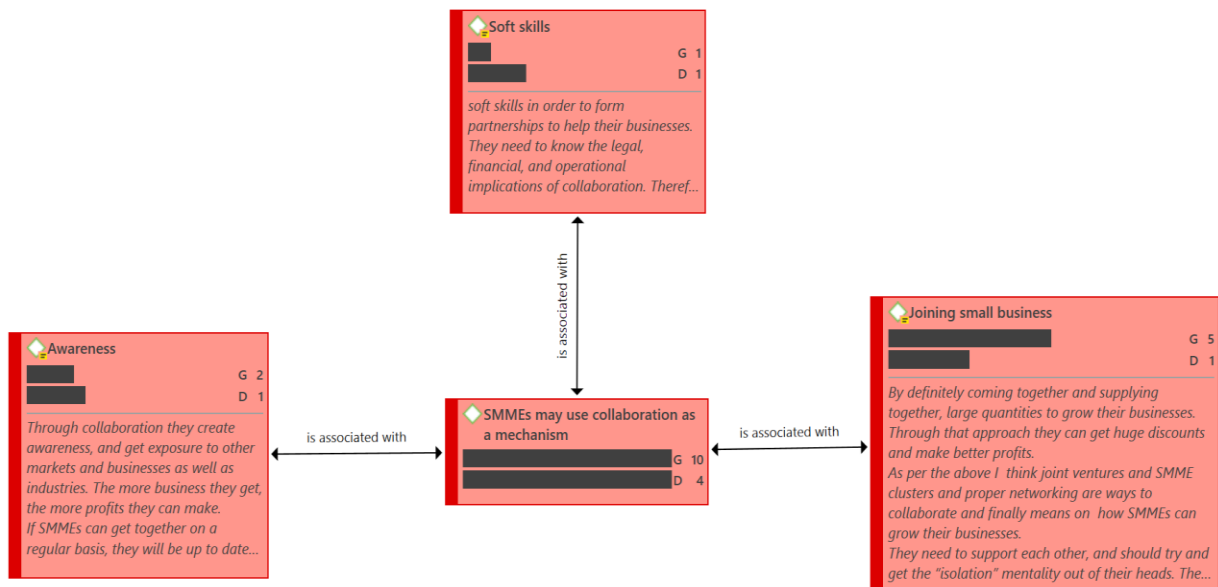 Soft skills
G 1
D 1
soft skills in order to form
partnerships to help their businesses.
They need to know the legal,
financial, and operational
implications of collaboration. Theref...
is associated with
Joining small business
G 5
D 1
By definitely coming together and supplying
together, large quantities to grow their businesses.
Through that approach they can get huge discounts
and make better profits.
As per the above I  think joint ventures and SMME
clusters and proper networking are ways to
collaborate and finally means on  how SMMEs can
grow their businesses.
They need to support each other, and should try and
get the "isolation" mentality out of their heads. The...
Awareness
G 2
D 1
Through collaboration they create
awareness, and get exposure to other
markets and businesses as well as
industries. The more business they get,
the more profits they can make.
If SMMEs can get together on a
regular basis, they will be up to date...
is associated with
SMMEs may use collaboration as
a mechanism
G 10
D 4
is associated with